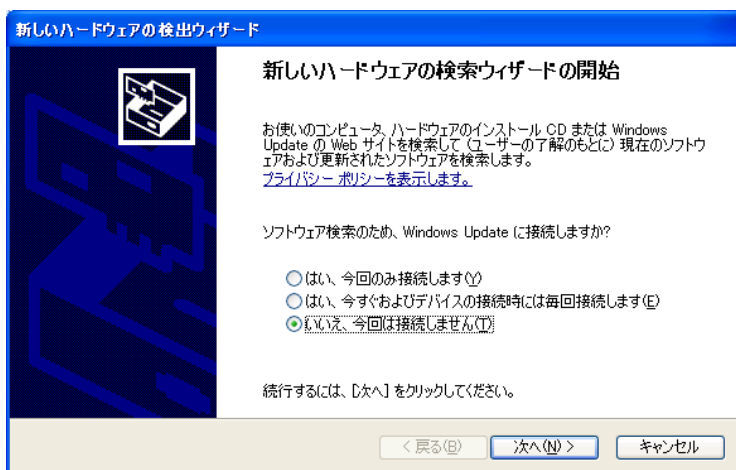 新しいハードウェアの検出ウィザード
新しいハードウェアの検索ウィザードの開始
お使いのコンピュータ、ハードウェアのインストール CD または Windows
Update の Web サイトを検索して (ユーザーの了解のもとに) 現在のソフトウ
ェアおよび更新されたソフトウェアを検索します。
プライバシー ポリシーを表示します。
ソフトウェア検索のため、Windows Update に接続しますか?
はい、今回のみ接続します(Y)
はい、今すぐおよびデバイスの接続時には毎回接続します(E)
いいえ、今回は接続しません(T)
続行するには、[次へ] をクリックしてください。
< 戻る(B) 次へ(N) > キャンセル